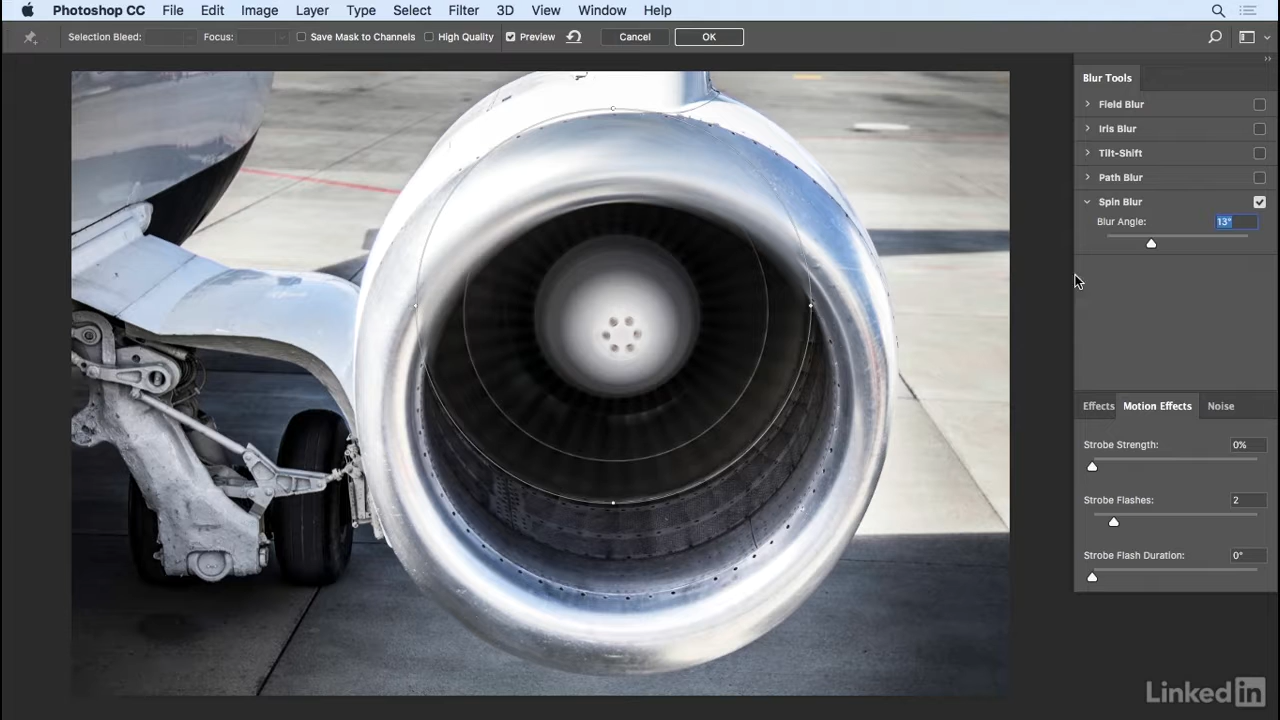 Photoshop CC File Edit Image Layer Type Select Filter 3D View Window Help
Selection Bleed: Focus: Save Mask to Channels High Quality Preview Cancel OK
Blur Tools
Field Blur
Iris Blur
Tilt-Shift
Path Blur
Spin Blur
Blur Angle: 13°
Effects Motion Effects Noise
Strobe Strength: 0%
Strobe Flashes: 2
Strobe Flash Duration: 0°
Linked in